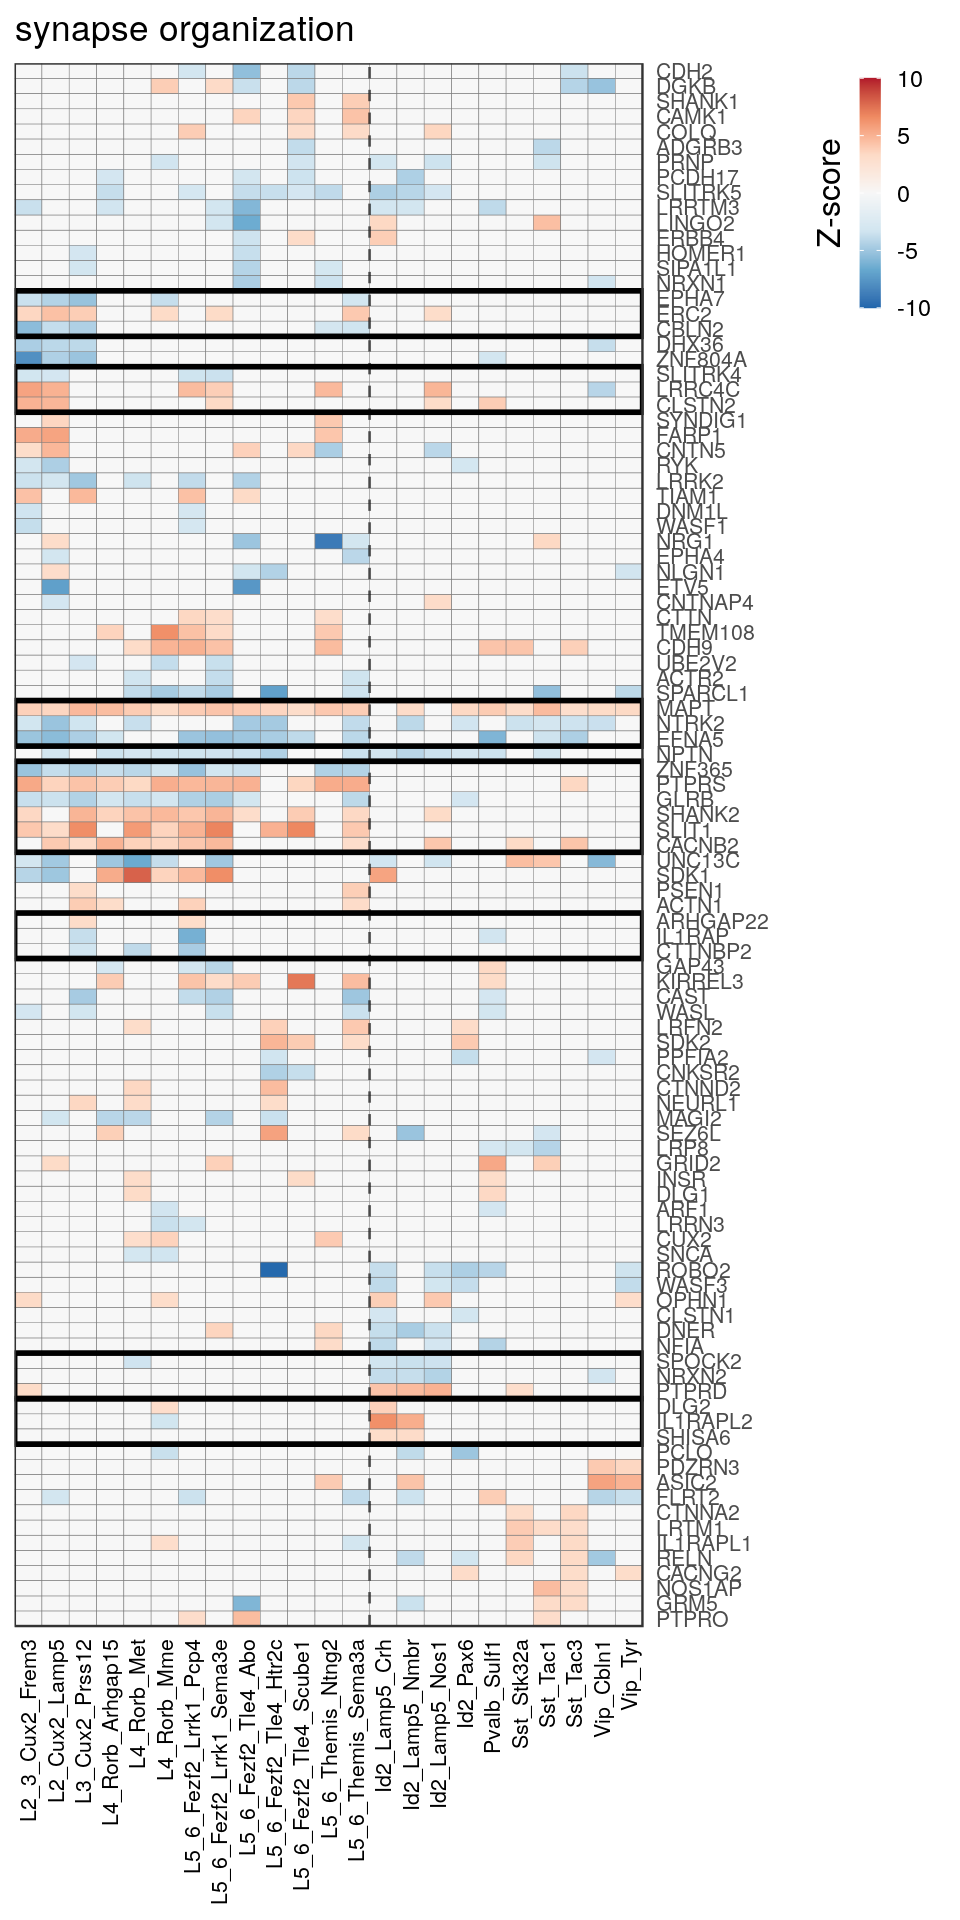 synapse organization
CDH2
DGKB
SHANK1
CAMK1
COLQ
ADGRB3
PRNP
PCDH17
SLITRK5
LRRTM3
LINGO2
ERBB4
HOMER1
SIPA1L1
NRXN1
EPHA7
ERC2
CBLN2
DHX36
ZNF804A
SLITRK4
LRRC4C
CLSTN2
SYNDIG1
FARP1
CNTN5
RYK
LRRK2
TIAM1
DNM1L
WASF1
NRG1
EPHA4
NLGN1
ETV5
CNTNAP4
CTTN
TMEM108
CDH9
UBE2V2
ACTR2
SPARCL1
MAPT
NTRK2
EFNA5
NPTN
ZNF365
PTPRS
GLRB
SHANK2
SLIT1
CACNB2
UNC13C
SDK1
PSEN1
ACTN1
ARHGAP22
IL1RAP
CTTNBP2
GAP43
KIRREL3
CAST
WASL
LRFN2
SDK2
PPFIA2
CNKSR2
CTNND2
NEURL1
MAGI2
SEZ6L
LRP8
GRID2
INSR
DLG1
ARF1
LRRN3
CUX2
SNCA
ROBO2
WASF3
OPHN1
CLSTN1
DNER
NFIA
SPOCK2
NRXN2
PTPRD
DLG2
IL1RAPL2
SHISA6
PCLO
PDZRN3
ASIC2
FLRT2
CTNNA2
LRTM1
IL1RAPL1
RELN
CACNG2
NOS1AP
GRM5
PTPRO
L2_3_Cux2_Frem3
L2_Cux2_Lamp5
L3_Cux2_Prss12
L4_Rorb_Arhgap15
L4_Rorb_Met
L4_Rorb_Mme
L5_6_Fezf2_Lrrk1_Pcp4
L5_6_Fezf2_Lrrk1_Sema3e
L5_6_Fezf2_Tle4_Abo
L5_6_Fezf2_Tle4_Htr2c
L5_6_Fezf2_Tle4_Scube1
L5_6_Themis_Ntng2
L5_6_Themis_Sema3a
Id2_Lamp5_Crh
Id2_Lamp5_Nmbr
Id2_Lamp5_Nos1
Id2_Pax6
Pvalb_Sulf1
Sst_Stk32a
Sst_Tac1
Sst_Tac3
Vip_Cbln1
Vip_Tyr
Z-score
10
5
0
-5
-10